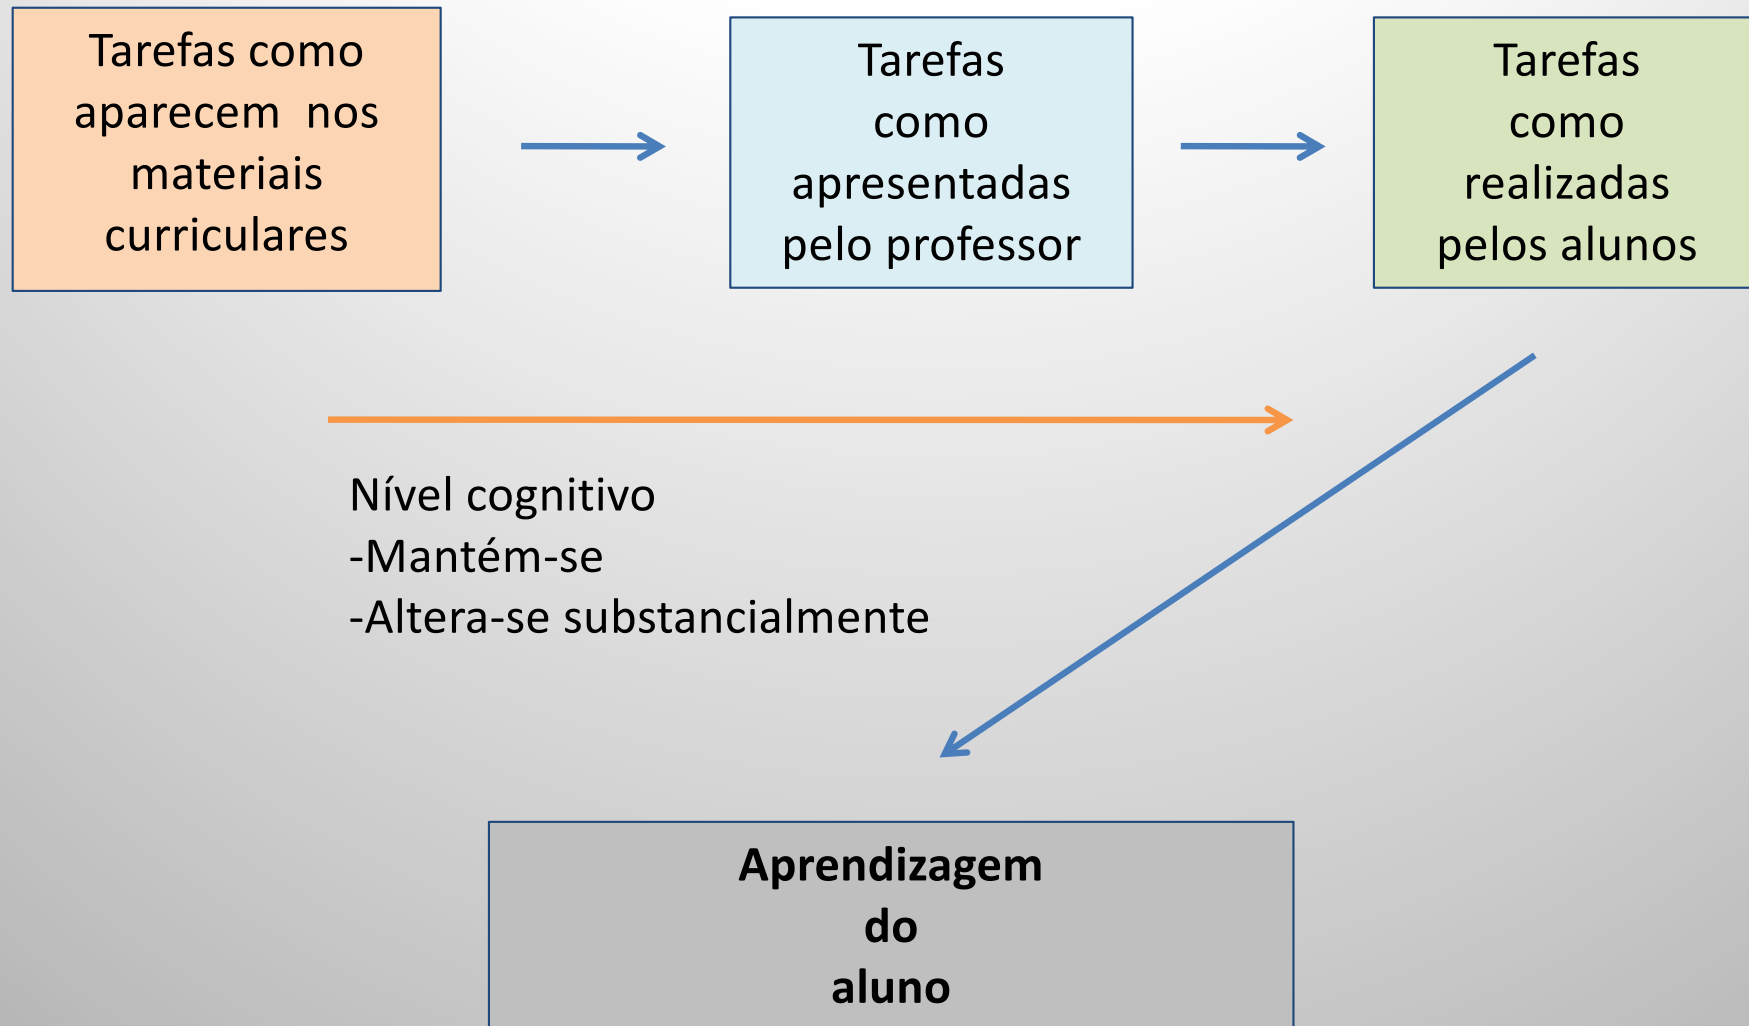 Tarefas como
aparecem nos
materiais
curriculares
Tarefas
como
apresentadas
pelo professor
Tarefas
como
realizadas
pelos alunos
Nível cognitivo
-Mantém-se
-Altera-se substancialmente
Aprendizagem
do
aluno